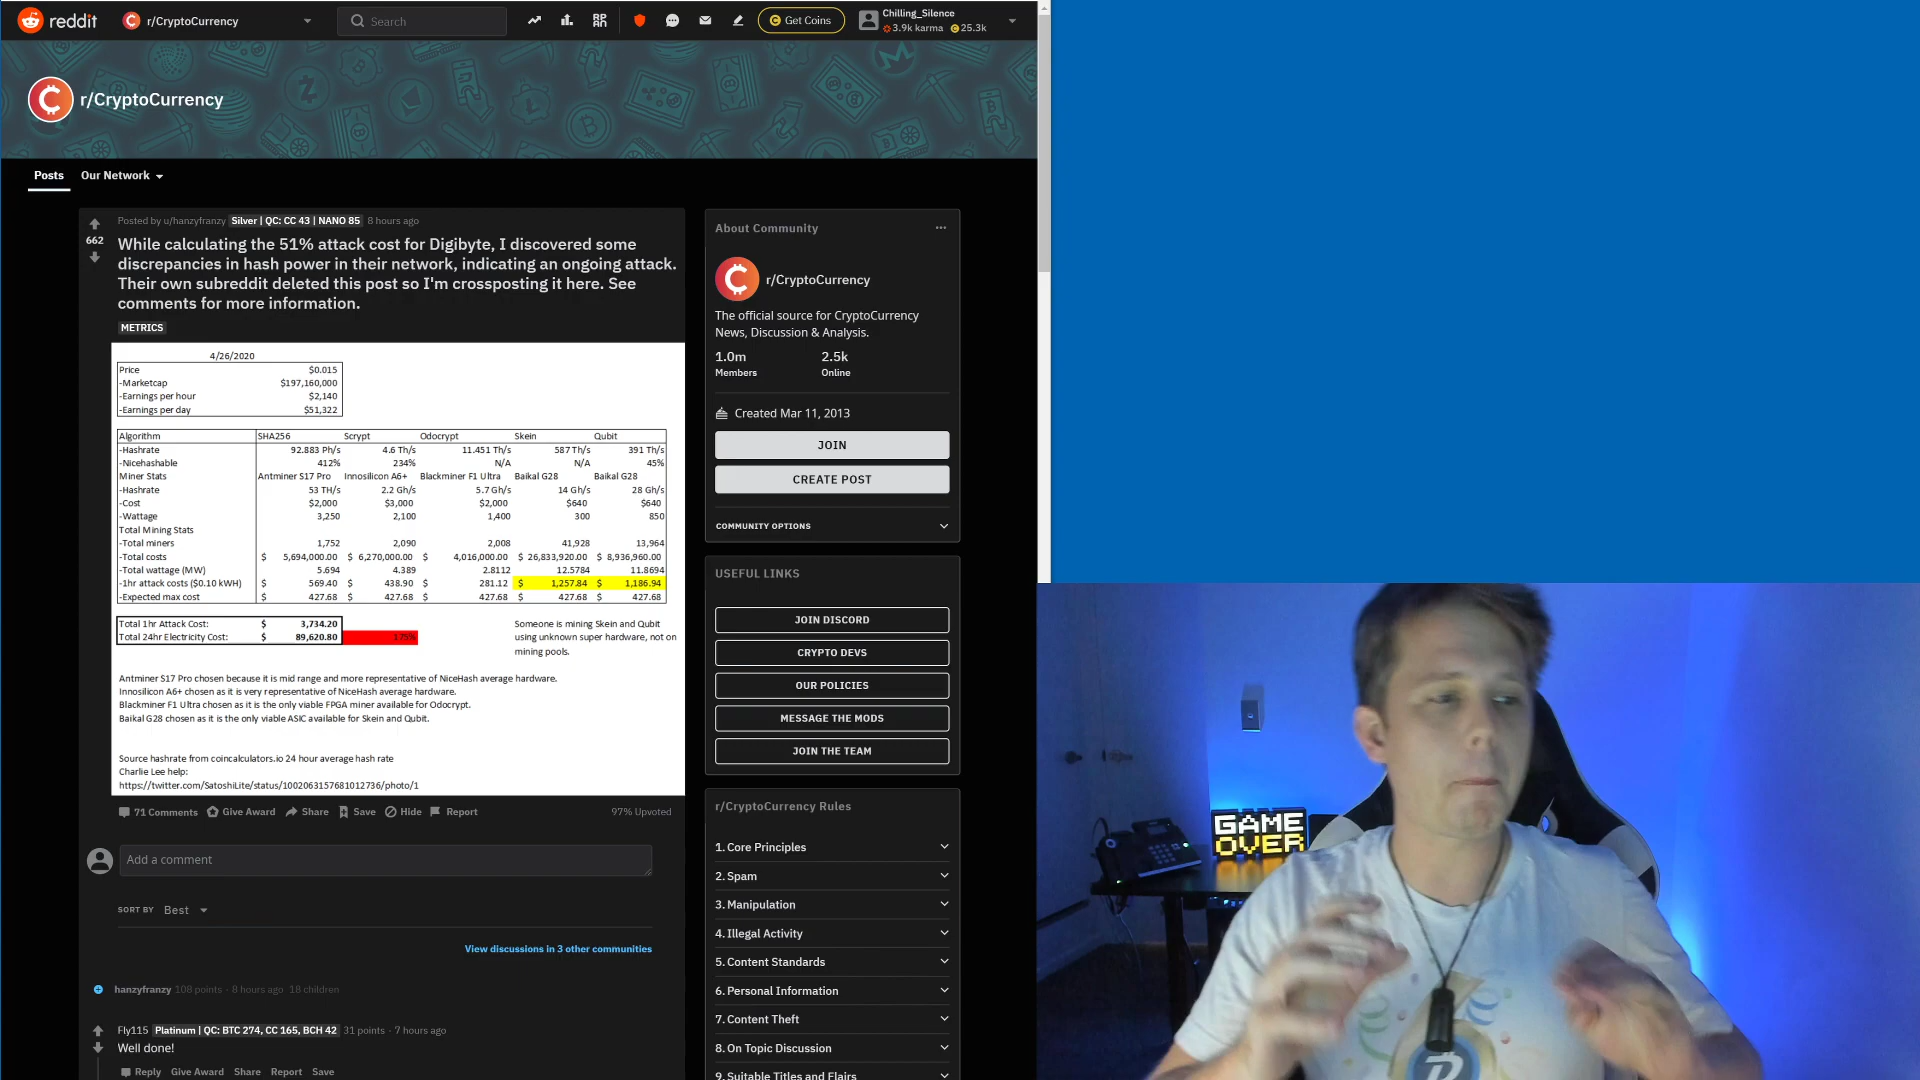 reddit
r/CryptoCurrency
Search
Get Coins
Chilling_Silence
3.9k karma 25.3k
r/CryptoCurrency
Posts Our Network
Posted by u/hanzyfranzy Silver | QC: CC 43 | NANO 85 8 hours ago
662
While calculating the 51% attack cost for Digibyte, I discovered some
discrepancies in hash power in their network, indicating an ongoing attack.
Their own subreddit deleted this post so I'm crossposting it here. See
comments for more information.
METRICS
4/26/2020
Price $0.015
-Marketcap $197,160,000
-Earnings per hour $2,140
-Earnings per day $51,322
Algorithm SHA256 Scrypt Odocrypt Skein Qubit
-Hashrate 92.883 Ph/s 4.6 Th/s 11.451 Th/s 587 Th/s 391 Th/s
-Nicehashable 412% 234% N/A N/A 45%
Miner Stats Antminer S17 Pro Innosilicon A6+ Blackminer F1 Ultra Baikal G28 Baikal G28
-Hashrate 53 TH/s 2.2 Gh/s 5.7 Gh/s 14 Gh/s 28 Gh/s
-Cost $2,000 $3,000 $2,000 $640 $640
-Wattage 3,250 2,100 1,400 300 850
Total Mining Stats
-Total miners 1,752 2,090 2,008 41,928 13,964
-Total costs $ 5,694,000.00 $ 6,270,000.00 $ 4,016,000.00 $ 26,833,920.00 $ 8,936,960.00
-Total wattage (MW) 5.694 4.389 2.8112 12.5784 11.8694
-1hr attack costs ($0.10 kWH) $ 569.40 $ 438.90 $ 281.12 $ 1,257.84 $ 1,186.94
-Expected max cost $ 427.68 $ 427.68 $ 427.68 $ 427.68 $ 427.68
Total 1hr Attack Cost: $ 3,734.20
Total 24hr Electricity Cost: $ 89,620.80 175%
Someone is mining Skein and Qubit
using unknown super hardware, not on
mining pools.
Antminer S17 Pro chosen because it is mid range and more representative of NiceHash average hardware.
Innosilicon A6+ chosen as it is very representative of NiceHash average hardware.
Blackminer F1 Ultra chosen as it is the only viable FPGA miner available for Odocrypt.
Baikal G28 chosen as it is the only viable ASIC available for Skein and Qubit.
Source hashrate from coincalculators.io 24 hour average hash rate
Charlie Lee help:
https://twitter.com/SatoshiLite/status/1002063157681012736/photo/1
71 Comments Give Award Share Save Hide Report 97% Upvoted
Add a comment
SORT BY Best
View discussions in 3 other communities
hanzyfranzy 108 points · 8 hours ago 18 children
Fly115 Platinum | QC: BTC 274, CC 165, BCH 42 31 points · 7 hours ago
Well done!
Reply Give Award Share Report Save
About Community
r/CryptoCurrency
The official source for CryptoCurrency
News, Discussion & Analysis.
1.0m 2.5k
Members Online
Created Mar 11, 2013
JOIN
CREATE POST
COMMUNITY OPTIONS
USEFUL LINKS
JOIN DISCORD
CRYPTO DEVS
OUR POLICIES
MESSAGE THE MODS
JOIN THE TEAM
r/CryptoCurrency Rules
1. Core Principles
2. Spam
3. Manipulation
4. Illegal Activity
5. Content Standards
6. Personal Information
7. Content Theft
8. On Topic Discussion
9. Suitable Titles and Flairs
GAME
OVER